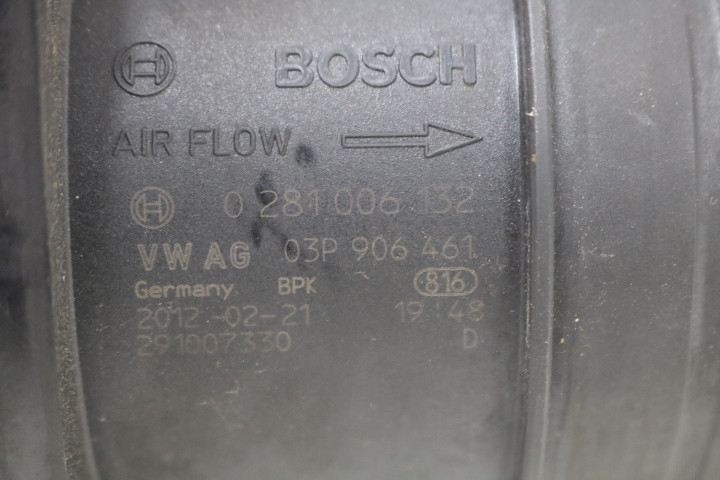 BOSCH
AIR FLOW
0 281 006 132
VW AG 03P 906 461
Germany BPK 816
2012-02-21 19:48
291007330 D